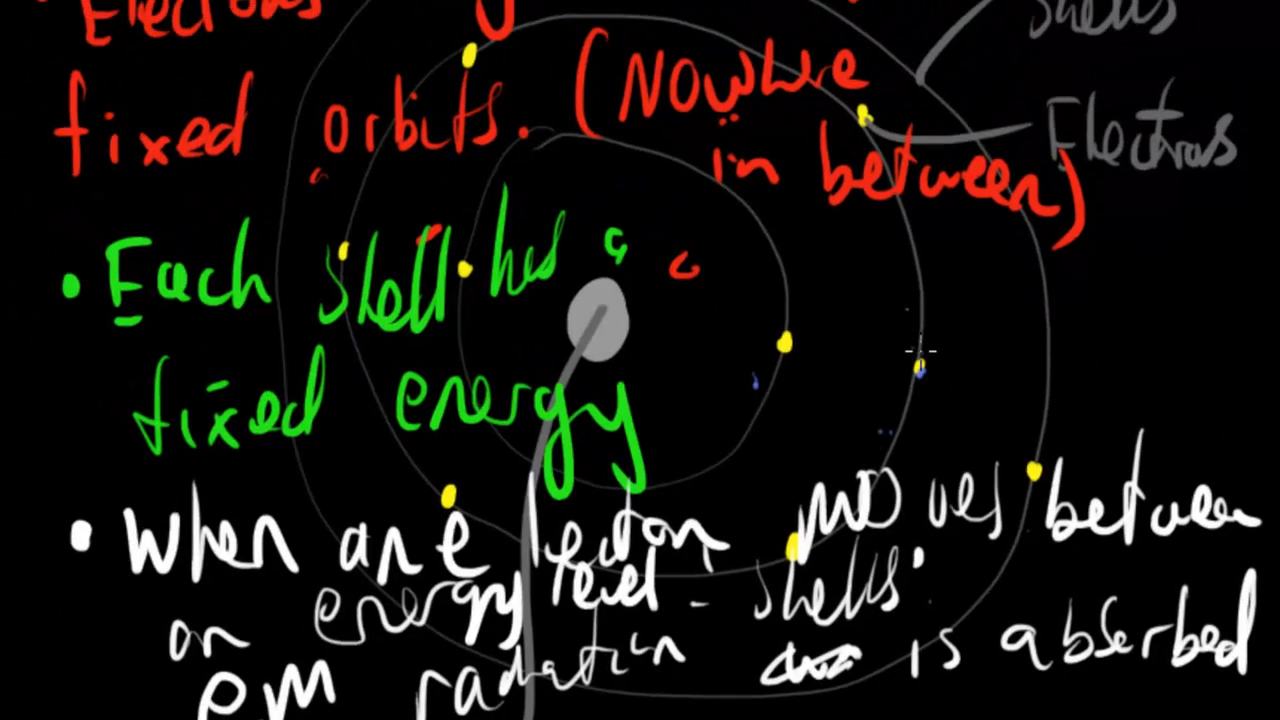 Electrons
shells
fixed orbits. (Nowhere
Electrons
in between)
• Each shell has a
fixed energy
• When an electron moves between
an energy level - shells
em radiation is absorbed